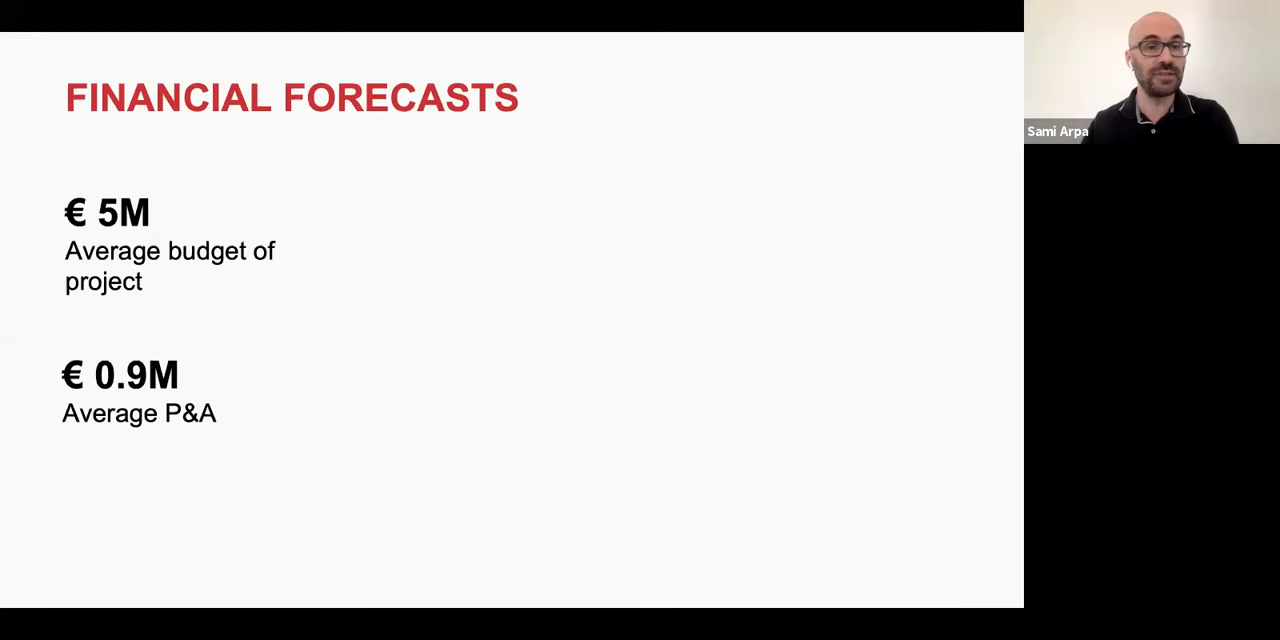 FINANCIAL FORECASTS
€ 5M
Average budget of
project
€ 0.9M
Average P&A
Sami Arpa